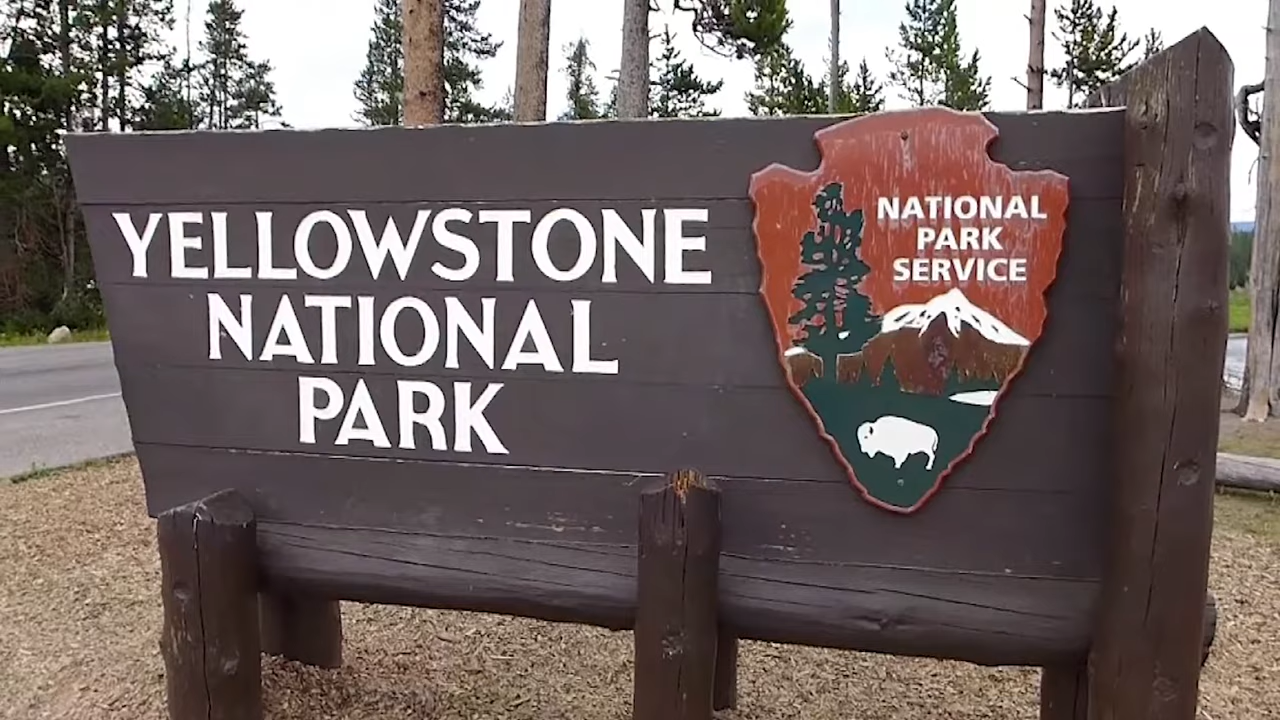 YELLOWSTONE
NATIONAL
PARK
NATIONAL
PARK
SERVICE